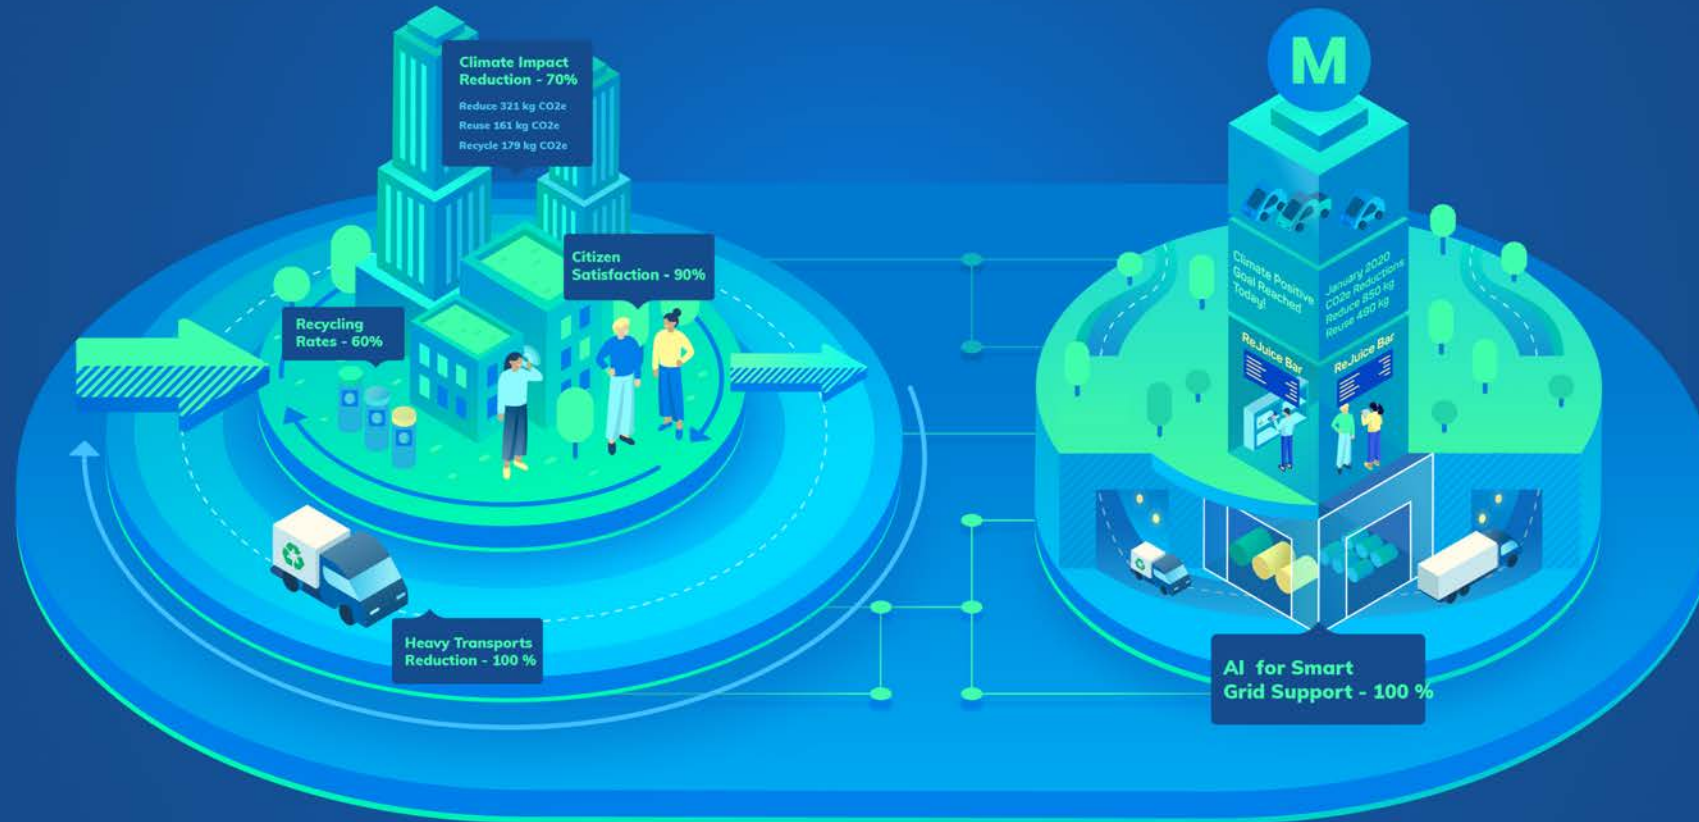 Climate Impact
Reduction - 70%
Reduce 321 kg CO2e
Reuse 161 kg CO2e
Recycle 179 kg CO2e
Citizen
Satisfaction - 90%
Recycling
Rates - 60%
Heavy Transports
Reduction - 100 %
M
Climate Positive
Goal Reached
Today!
January 2020
CO2e Reductions
Reduce 850 kg
Reuse 490 kg
ReJuice Bar
ReJuice Bar
AI for Smart
Grid Support - 100 %